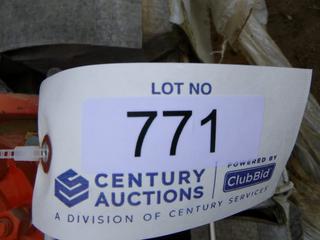 LOT NO
771
CENTURY AUCTIONS
POWERED BY
ClubBid
A DIVISION OF CENTURY SERVICES